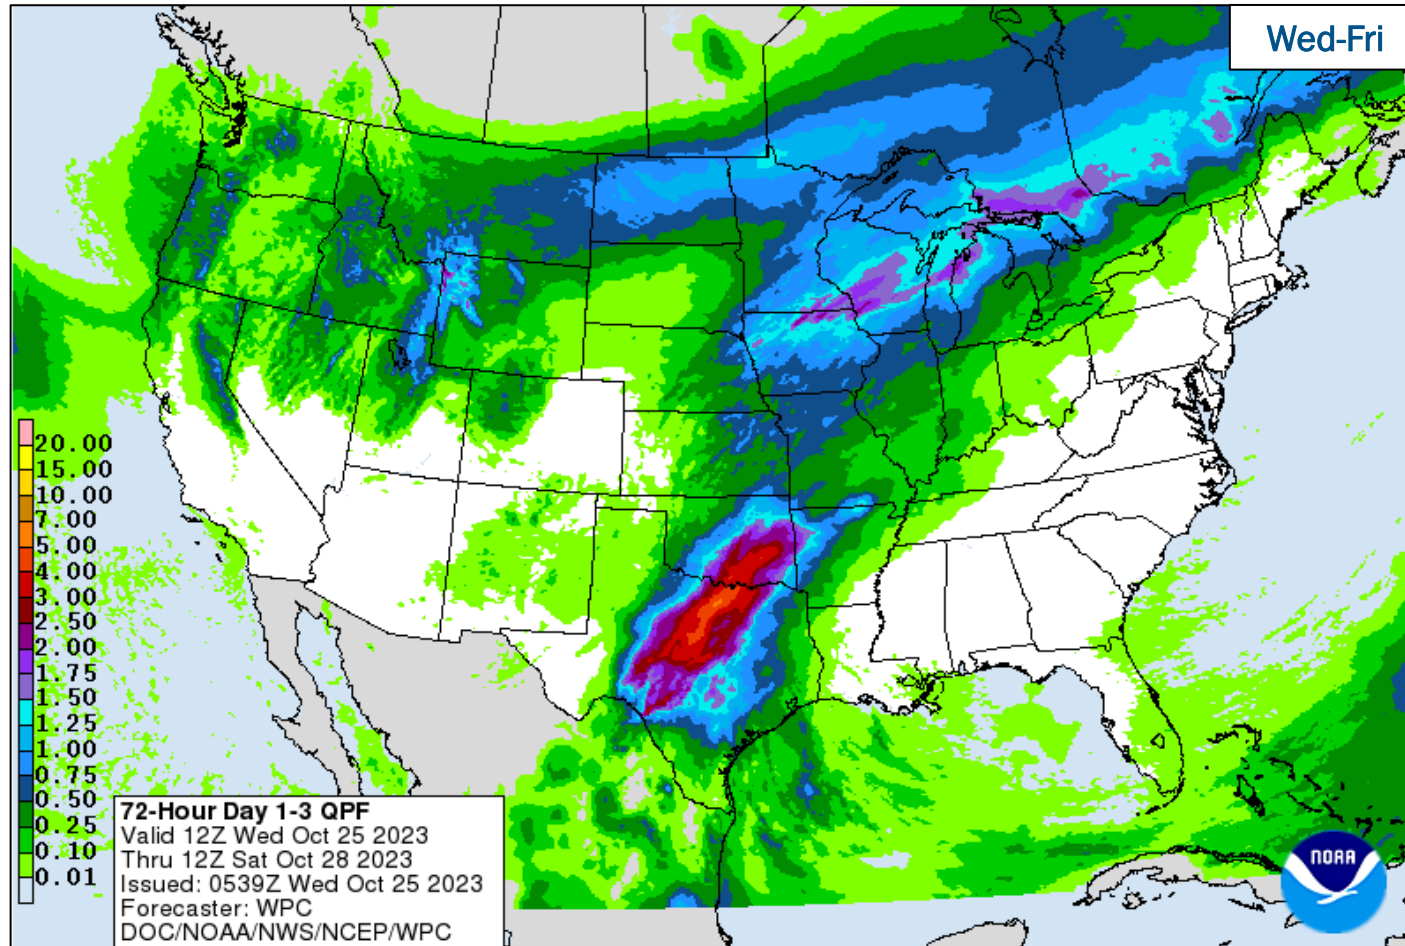 Wed-Fri
20.00
15.00
10.00
7.00
5.00
4.00
3.00
2.50
2.00
1.75
1.50
1.25
1.00
0.75
0.50
0.25
0.10
0.01
72-Hour Day 1-3 QPF
Valid 12Z Wed Oct 25 2023
Thru 12Z Sat Oct 28 2023
Issued: 0539Z Wed Oct 25 2023
Forecaster: WPC
DOC/NOAA/NWS/NCEP/WPC
NOAA